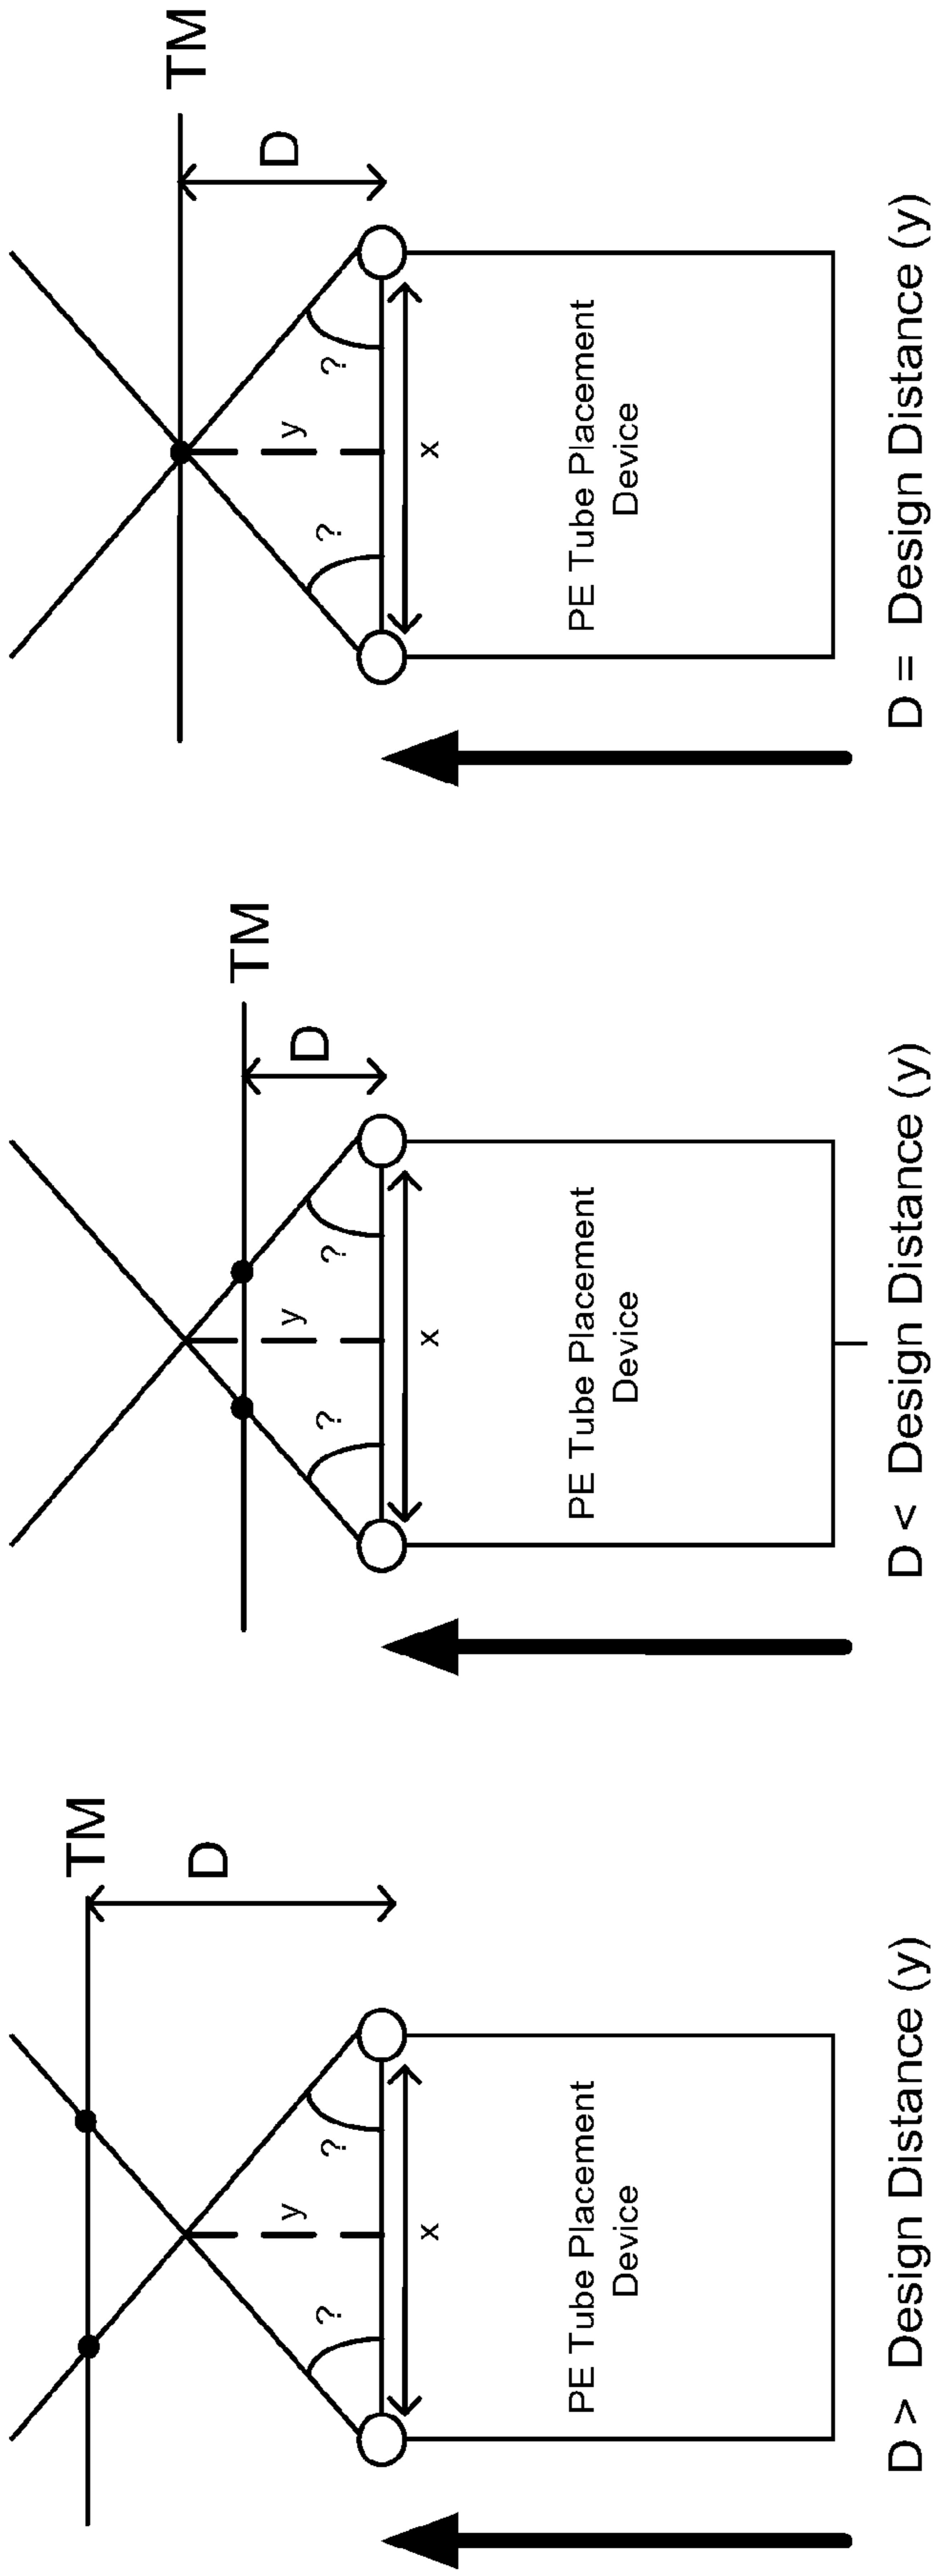 TM
D
y
? ?
x
PE Tube Placement
Device
D > Design Distance (y)
TM
D
y
? ?
x
PE Tube Placement
Device
D < Design Distance (y)
TM
D
y
? ?
x
PE Tube Placement
Device
D = Design Distance (y)